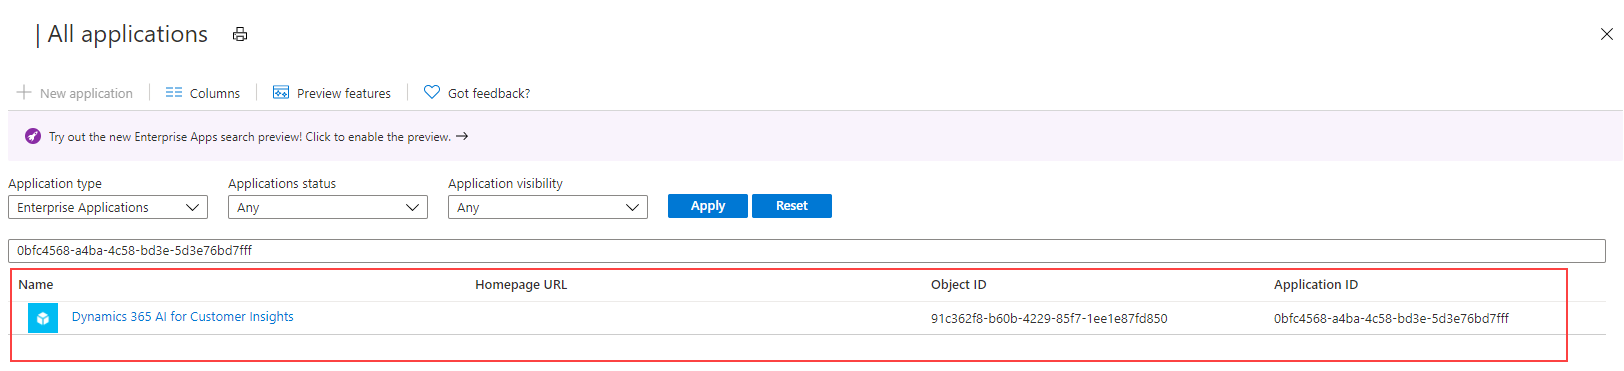 | All applications
New application Columns Preview features Got feedback?
Try out the new Enterprise Apps search preview! Click to enable the preview. →
Application type Applications status Application visibility
Enterprise Applications Any Any Apply Reset
0bfc4568-a4ba-4c58-bd3e-5d3e76bd7fff
Name Homepage URL Object ID Application ID
Dynamics 365 AI for Customer Insights 91c362f8-b60b-4229-85f7-1ee1e87fd850 0bfc4568-a4ba-4c58-bd3e-5d3e76bd7fff